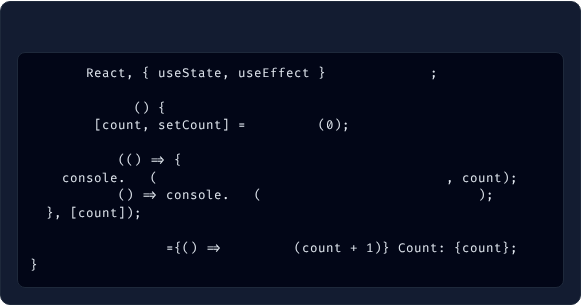 React, { useState, useEffect } ;
() {
[count, setCount] = (0);
(() => {
console. ( , count);
() => console. ( );
}, [count]);
={() => (count + 1)} Count: {count};
}